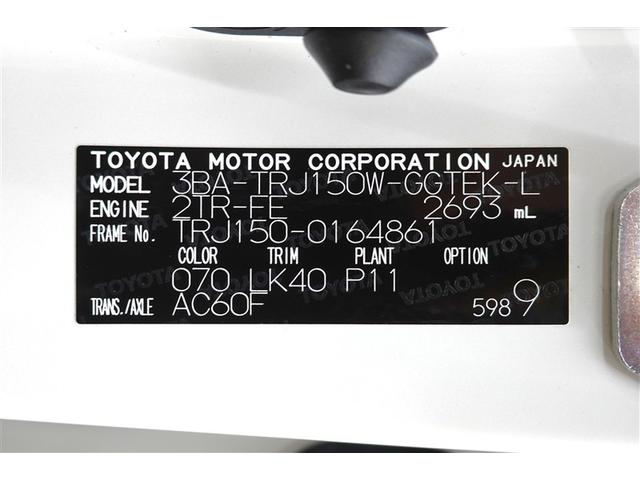 TOYOTA MOTOR CORPORATION JAPAN
MODEL 3BA-TRJ150W-GGTEK-L
ENGINE 2TR-FE 2693 mL
FRAME No. TRJ150-0164861
COLOR TRIM PLANT OPTION
070 LK40 P11
TRANS./AXLE AC60F 598 9